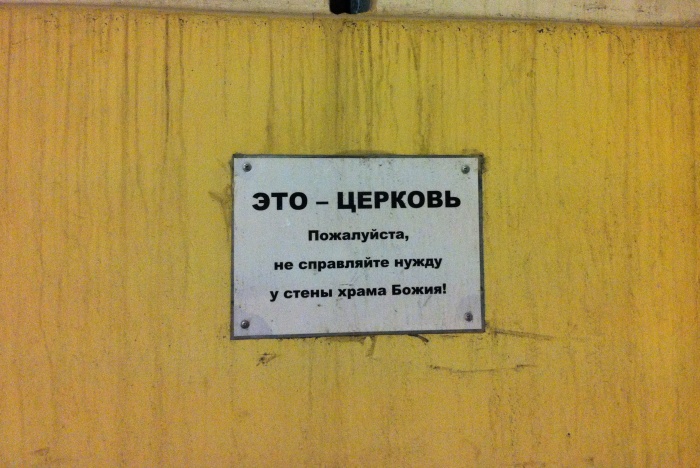 ЭТО – ЦЕРКОВЬ
Пожалуйста,
не справляйте нужду
у стены храма Божия!